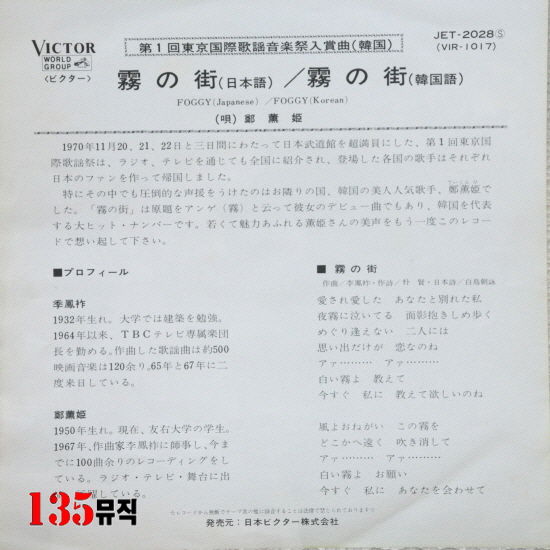 VICTOR
WORLD
GROUP
〈ビクター〉
第1回東京国際歌謡音楽祭入賞曲(韓国)
JET-2028Ⓢ
(VIR-1017)
霧の街(日本語)/霧の街(韓国語)
FOGGY(Japanese) /FOGGY(Korean)
(唄)鄭薫姫
1970年11月20、21、22日と三日間にわたって日本武道館を超満員にした、第1回東京国
際歌謡祭は、ラジオ、テレビを通じても全国に紹介され、登場した各国の歌手はそれぞれ
日本のファンを作って帰国しました。
特にその中でも圧倒的な声援をうけたのはお隣りの国、韓国の美人人気歌手、鄭薫姫で
した。「霧の街」は原題をアンゲ(霧)と云って彼女のデビュー曲でもあり、韓国を代表
する大ヒット・ナンバーです。若くて魅力あふれる薫姫さんの美声をもう一度このレコー
ドで想い起して下さい。
■プロフィール
季鳳祚
1932年生れ。大学では建築を勉強。
1964年以来、TBCテレビ専属楽団
長を勤める。作曲した歌謡曲は約500
映画音楽は120余り。65年と67年に二
度来日している。
鄭薫姫
1950年生れ。現在、友右大学の学生。
1967年、作曲家季鳳祚に師事し、今ま
でに100曲余りのレコーディングをし
ている。ラジオ・テレビ・舞台に出
躍している。
135뮤직
■霧の街
作曲/李鳳祚・作詩/朴 賢・日本詩/白鳥朝詠
愛され愛した あなたと別れた私
夜霧に泣いてる 面影抱きしめ歩く
めぐり逢えない 二人には
思い出だけが 恋なのね
アァ……… アァ………
白い霧よ 教えて
今すぐ 私に 教えて欲しいのね
風よおねがい この霧を
どこかへ遠く 吹き消して
アァ……… アァ………
白い霧よ お願い
今すぐ 私に あなたを会わせて
発売元:日本ビクター株式会社